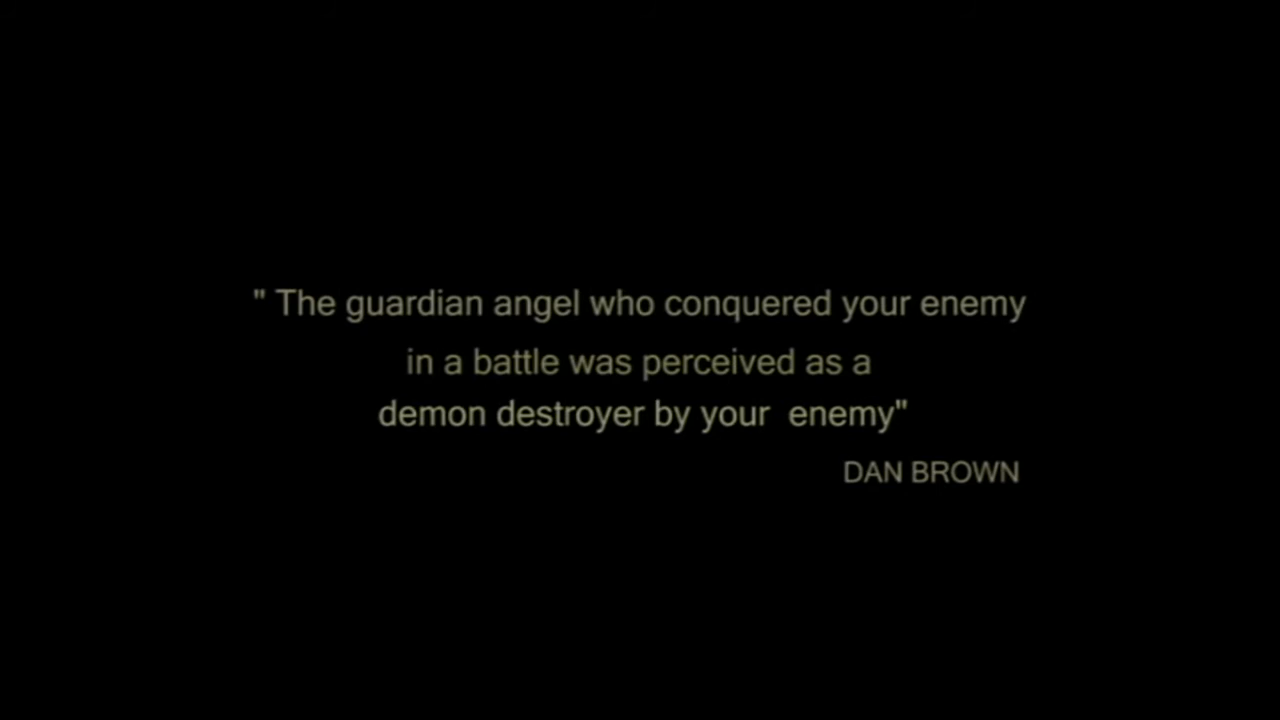 " The guardian angel who conquered your enemy
in a battle was perceived as a
demon destroyer by your  enemy"
DAN BROWN